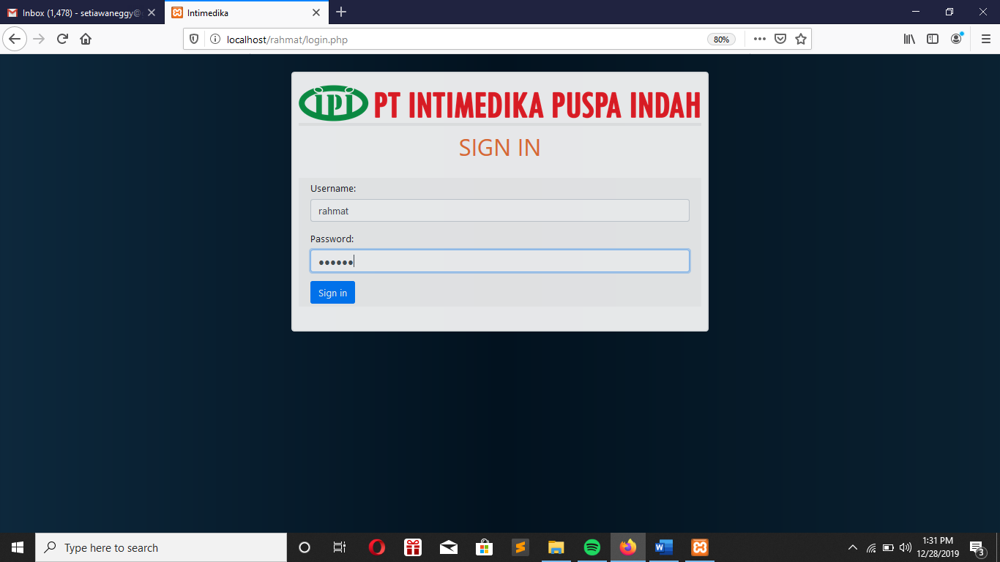 Inbox (1,478) - setiawaneggy@
Intimedika
localhost/rahmat/login.php
80%
IPI PT INTIMEDIKA PUSPA INDAH
SIGN IN
Username:
rahmat
Password:
●●●●●●
Sign in
Type here to search
1:31 PM
12/28/2019
3